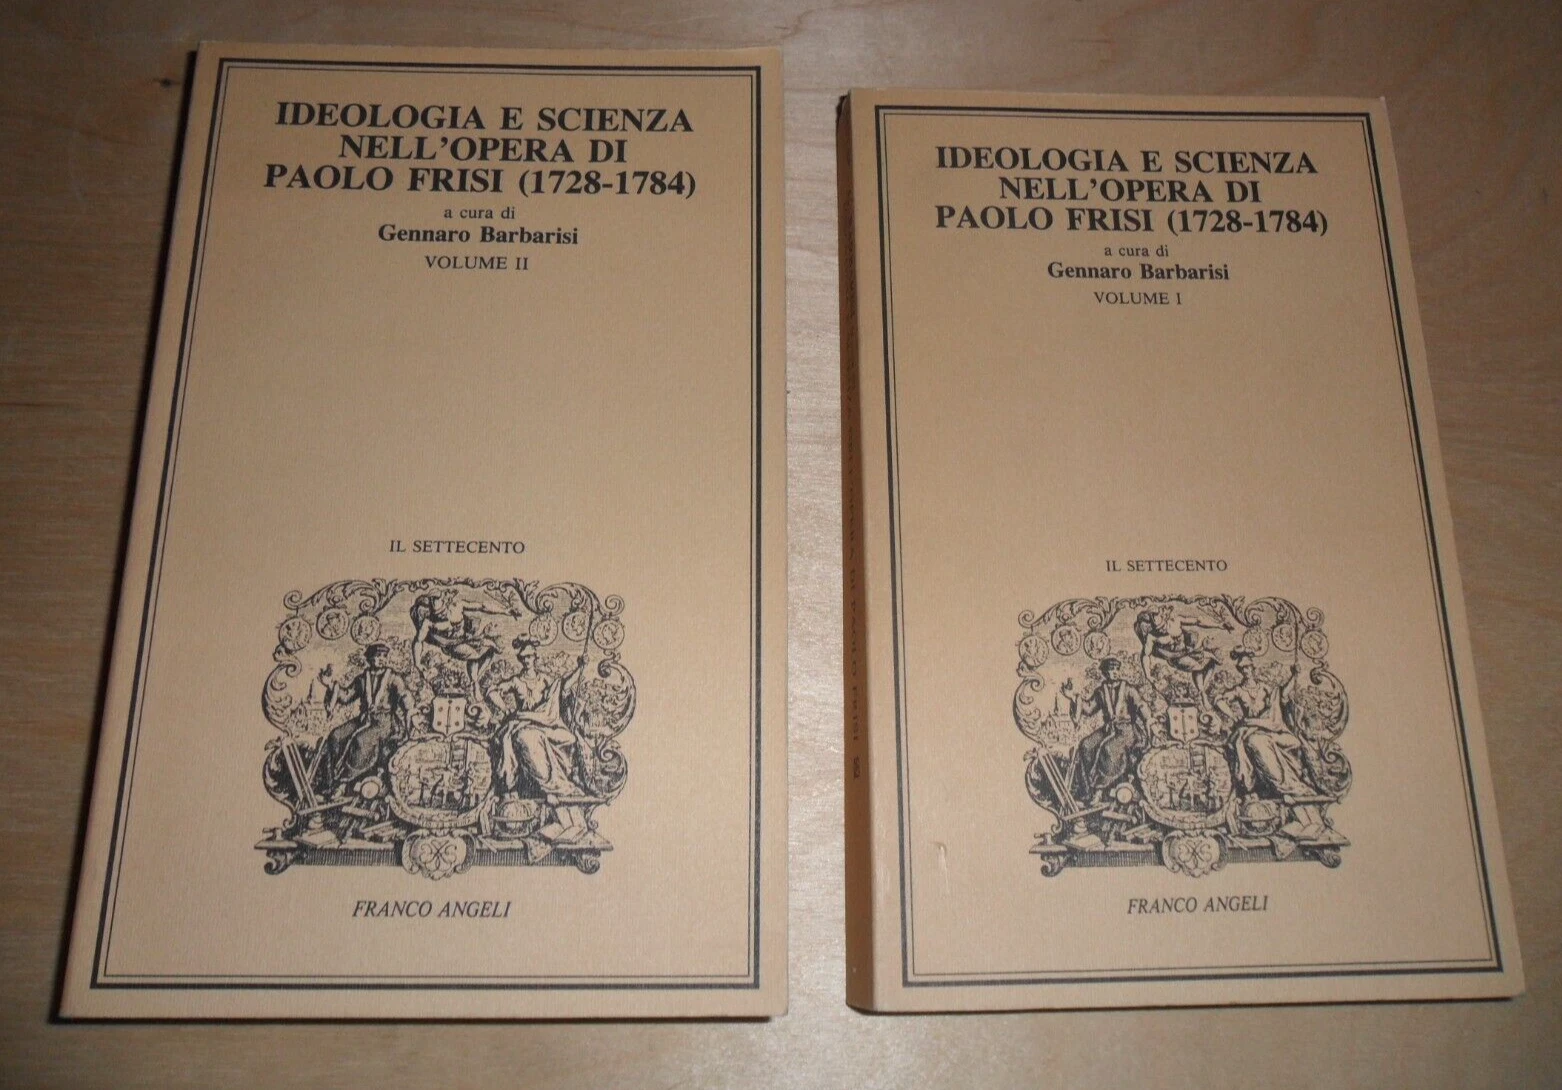 IDEOLOGIA E SCIENZA
NELL'OPERA DI
PAOLO FRISI (1728-1784)
a cura di
Gennaro Barbarisi
VOLUME II
IL SETTECENTO
FRANCO ANGELI
IDEOLOGIA E SCIENZA
NELL'OPERA DI
PAOLO FRISI (1728-1784)
a cura di
Gennaro Barbarisi
VOLUME I
IL SETTECENTO
FRANCO ANGELI